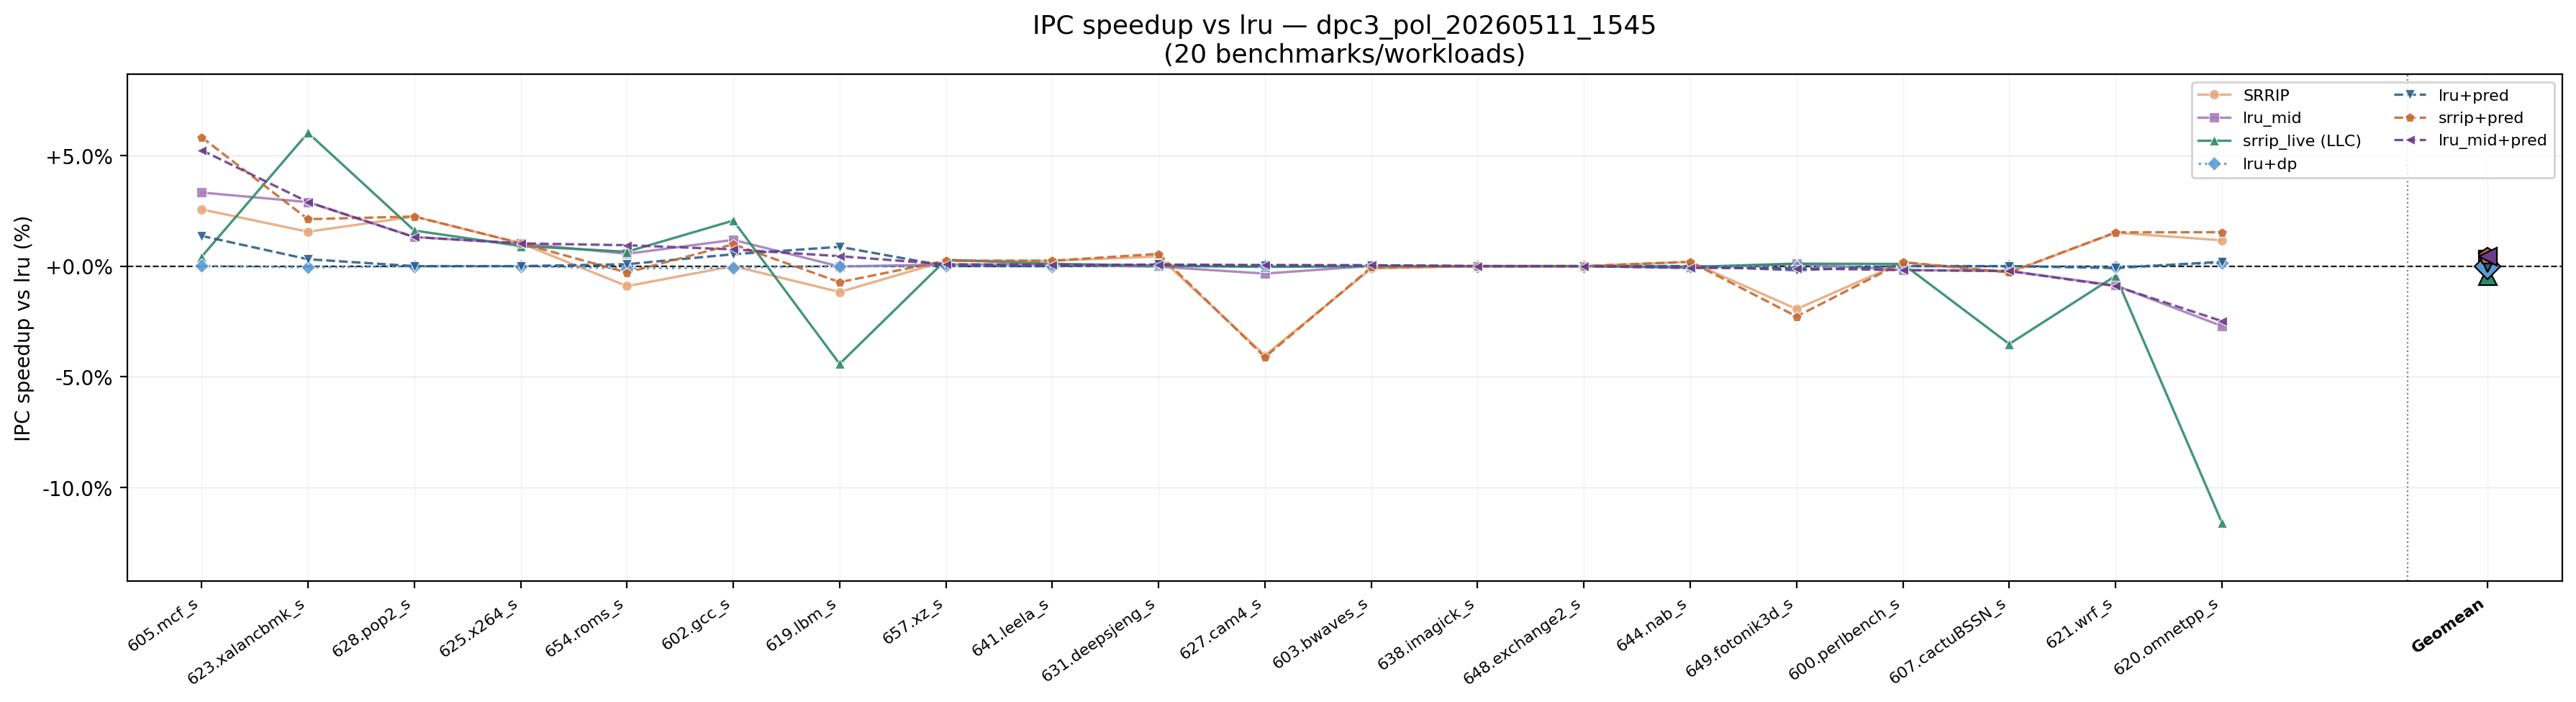 IPC speedup vs lru — dpc3_pol_20260511_1545
(20 benchmarks/workloads)
IPC speedup vs lru (%)
+5.0%
+0.0%
-5.0%
-10.0%
SRRIP
lru_mid
srrip_live (LLC)
lru+dp
lru+pred
srrip+pred
lru_mid+pred
605.mcf_s
623.xalancbmk_s
628.pop2_s
625.x264_s
654.roms_s
602.gcc_s
619.lbm_s
657.xz_s
641.leela_s
631.deepsjeng_s
627.cam4_s
603.bwaves_s
638.imagick_s
648.exchange2_s
644.nab_s
649.fotonik3d_s
600.perlbench_s
607.cactuBSSN_s
621.wrf_s
620.omnetpp_s
Geomean